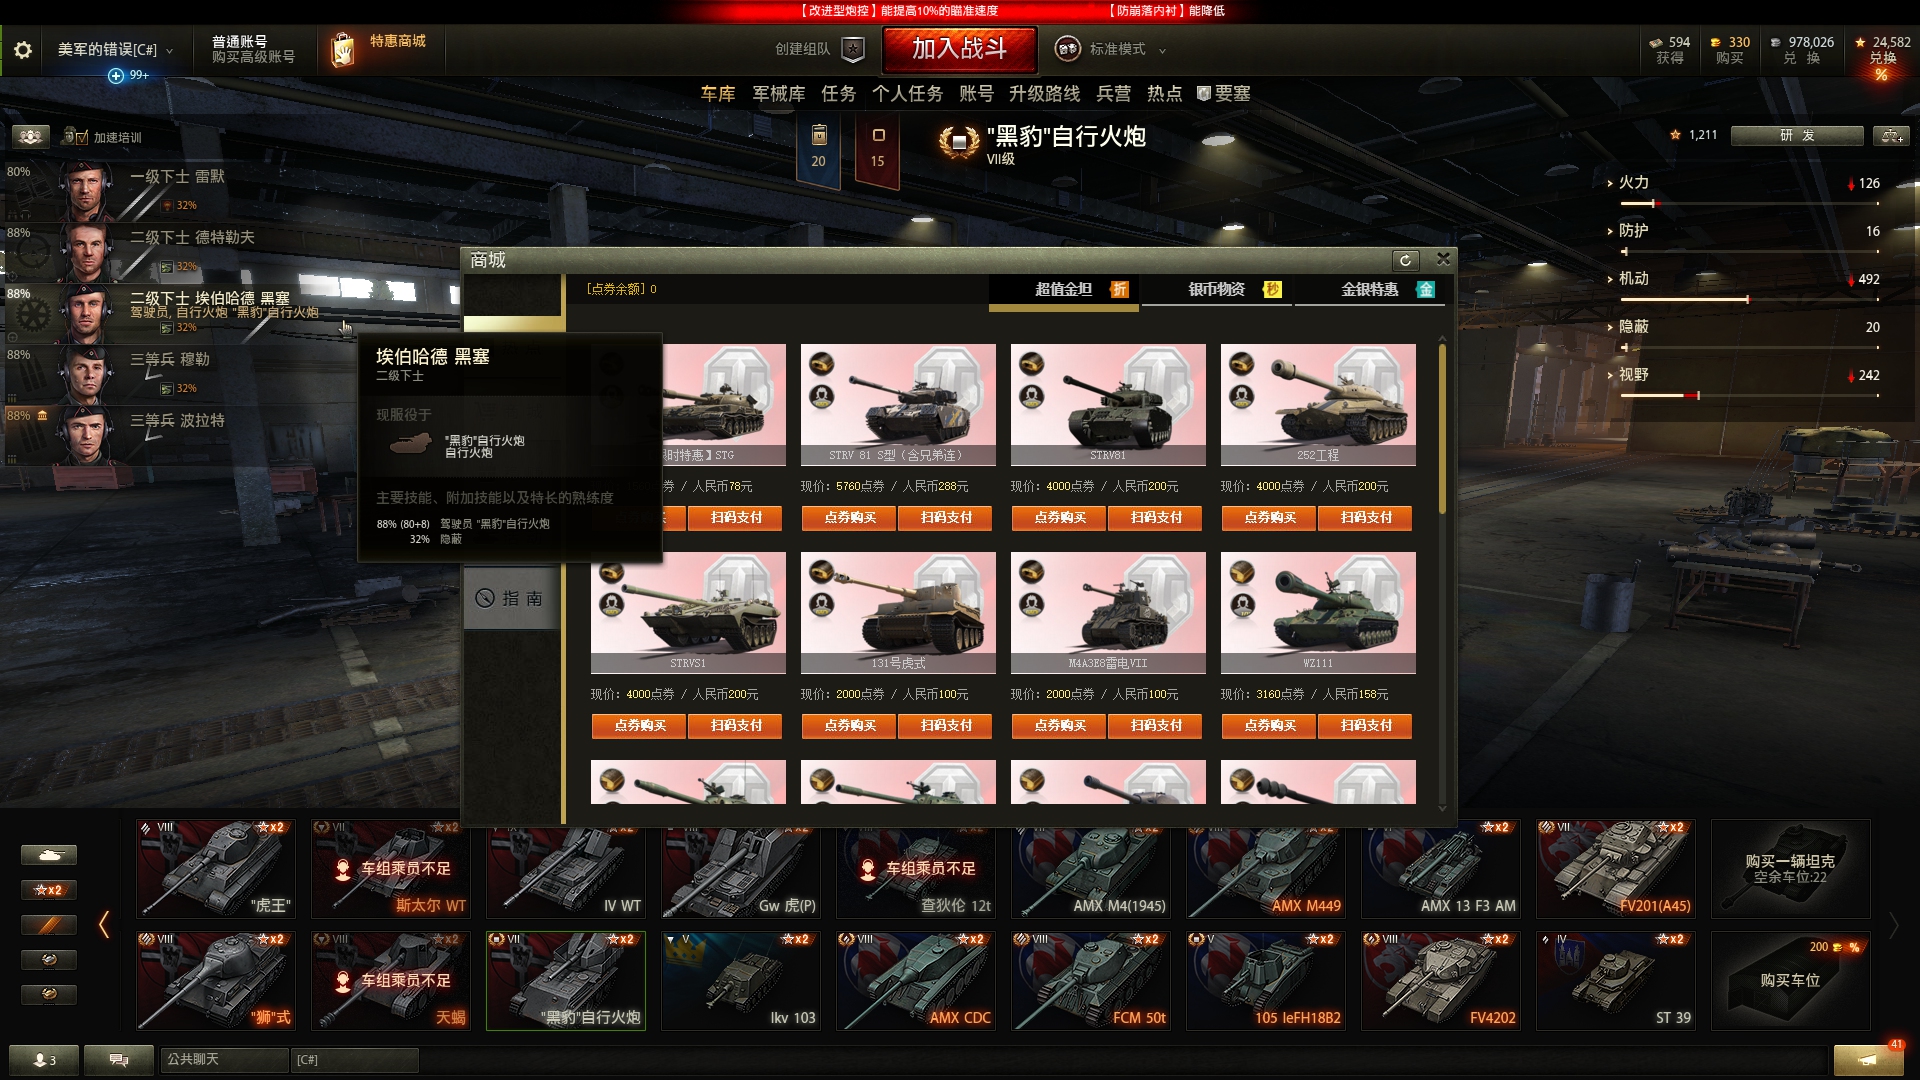 【改进型炮控】能提高10%的瞄准速度
【防崩落内衬】能降低
美军的错误[C#]
99+
普通账号
购买高级账号
特惠商城
创建组队
加入战斗
标准模式
594
获得
330
购买
978,026
兑 换
24,582
兑换
%
车库 军械库 任务 个人任务 账号 升级路线 兵营 热点 要塞
加速培训
20
15
"黑豹"自行火炮
VII级
1,211
研 发
80%
一级下士 雷默
32%
88%
二级下士 德特勒夫
32%
88%
二级下士 埃伯哈德 黑塞
驾驶员, 自行火炮 "黑豹"自行火炮
32%
88%
三等兵 穆勒
32%
88%
三等兵 波拉特
火力 126
防护 16
机动 492
隐蔽 20
视野 242
商城
[点券余额] 0
超值金坦 折
银币物资 秒
金银特惠 金
埃伯哈德 黑塞
二级下士
现服役于
"黑豹"自行火炮
自行火炮
主要技能、附加技能以及特长的熟练度
88% (80+8) 驾驶员 "黑豹"自行火炮
32% 隐蔽
时特惠】STG
STRV 81 S型（含兄弟连）
STRV81
252工程
券 / 人民币78元
现价: 5760点券 / 人民币288元
现价: 4000点券 / 人民币200元
现价: 4000点券 / 人民币200元
扫码支付
点券购买 扫码支付
点券购买 扫码支付
点券购买 扫码支付
指 南
STRVS1
131号虎式
M4A3E8雷电VII
WZ111
现价: 4000点券 / 人民币200元
现价: 2000点券 / 人民币100元
现价: 2000点券 / 人民币100元
现价: 3160点券 / 人民币158元
点券购买 扫码支付
点券购买 扫码支付
点券购买 扫码支付
点券购买 扫码支付
x2
VIII x2
"虎王"
VII x2
车组乘员不足
斯太尔 WT
IV WT
Gw 虎(P)
车组乘员不足
查狄伦 12t
AMX M4(1945)
AMX M449
x2
AMX 13 F3 AM
VII x2
FV201(A45)
购买一辆坦克
空余车位:22
VIII x2
"狮"式
VIII x2
车组乘员不足
天蝎
VII x2
"黑豹"自行火炮
V x2
Ikv 103
VIII x2
AMX CDC
VIII x2
FCM 50t
V x2
105 leFH18B2
VIII x2
FV4202
IV x2
ST 39
200 %
购买车位
3
公共聊天
[C#]
41